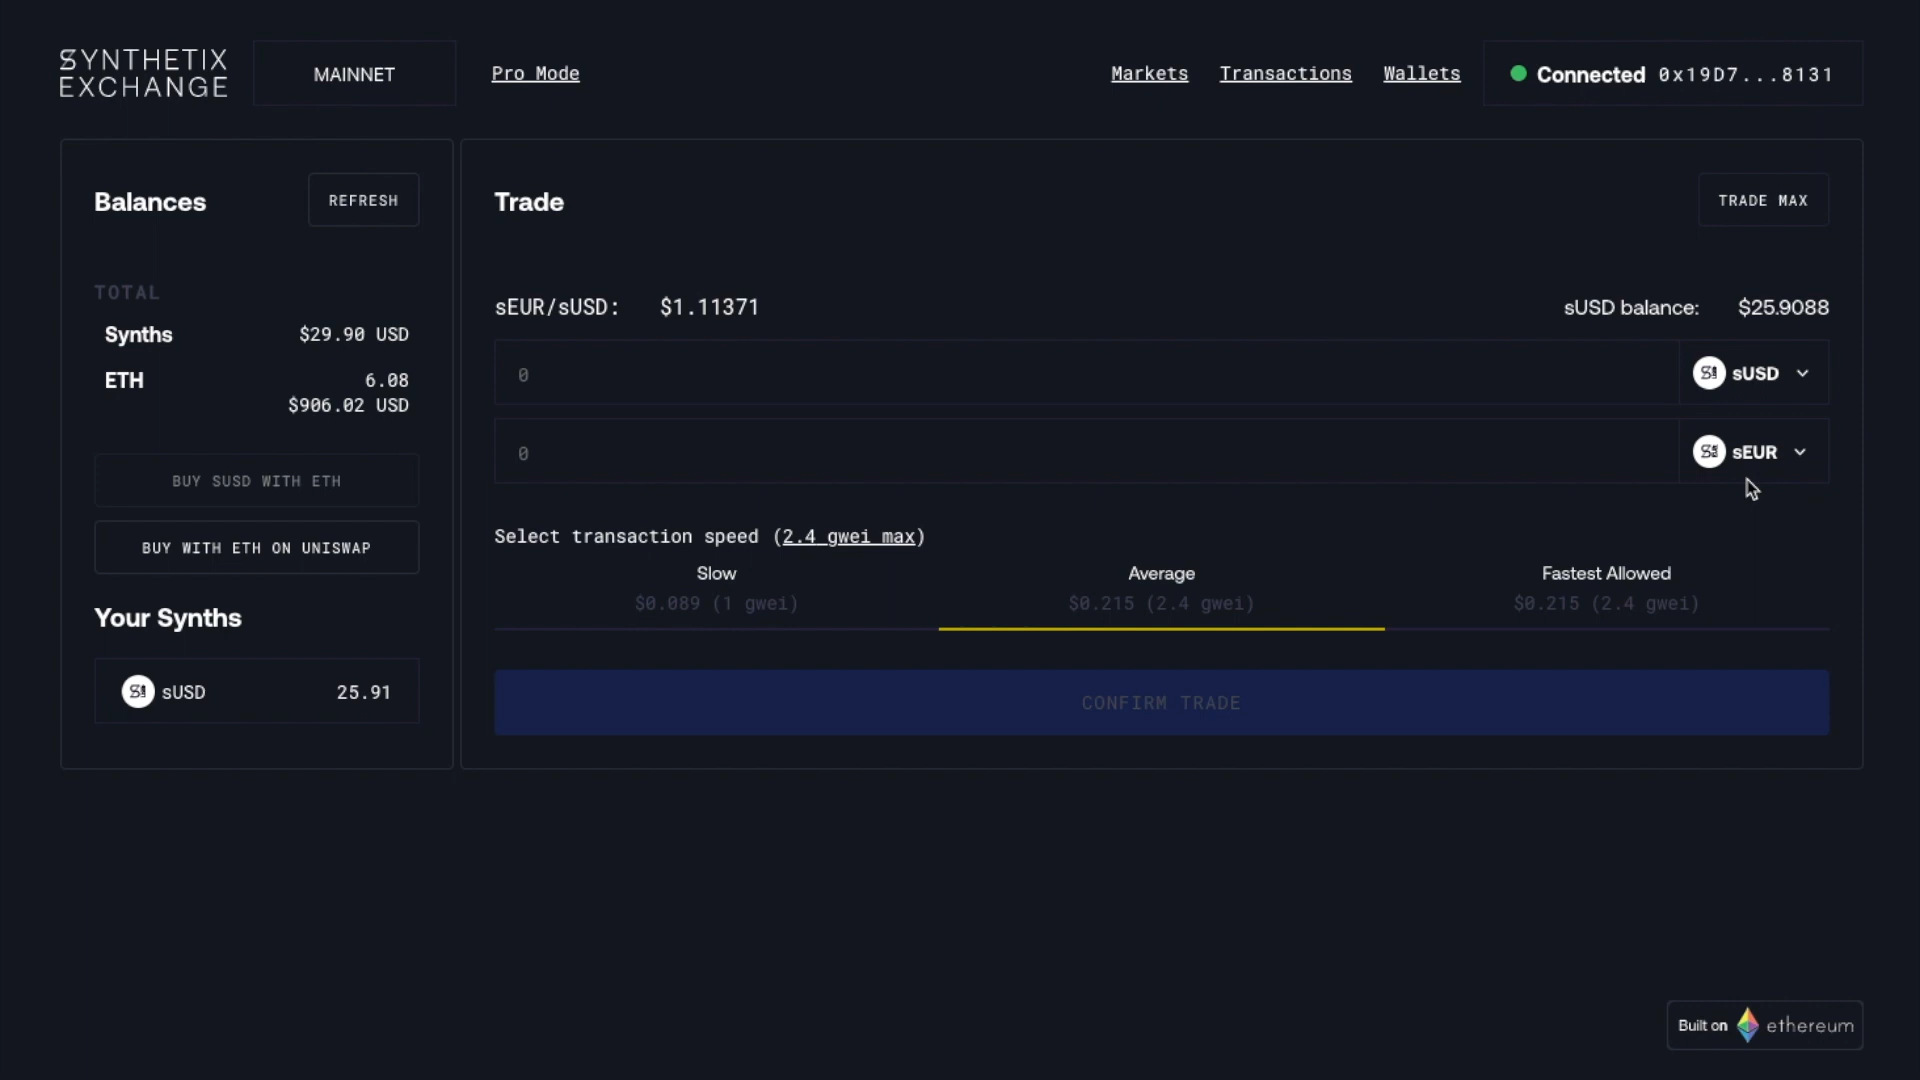 SYNTHETIX
EXCHANGE
MAINNET
Pro Mode
Markets
Transactions
Wallets
Connected 0x19D7...8131
Balances
REFRESH
TOTAL
Synths $29.90 USD
ETH 6.08
$906.02 USD
BUY SUSD WITH ETH
BUY WITH ETH ON UNISWAP
Your Synths
sUSD 25.91
Trade
TRADE MAX
sEUR/sUSD: $1.11371
sUSD balance: $25.9088
0 sUSD
0 sEUR
Select transaction speed (2.4 gwei max)
Slow
$0.089 (1 gwei)
Average
$0.215 (2.4 gwei)
Fastest Allowed
$0.215 (2.4 gwei)
CONFIRM TRADE
Built on ethereum